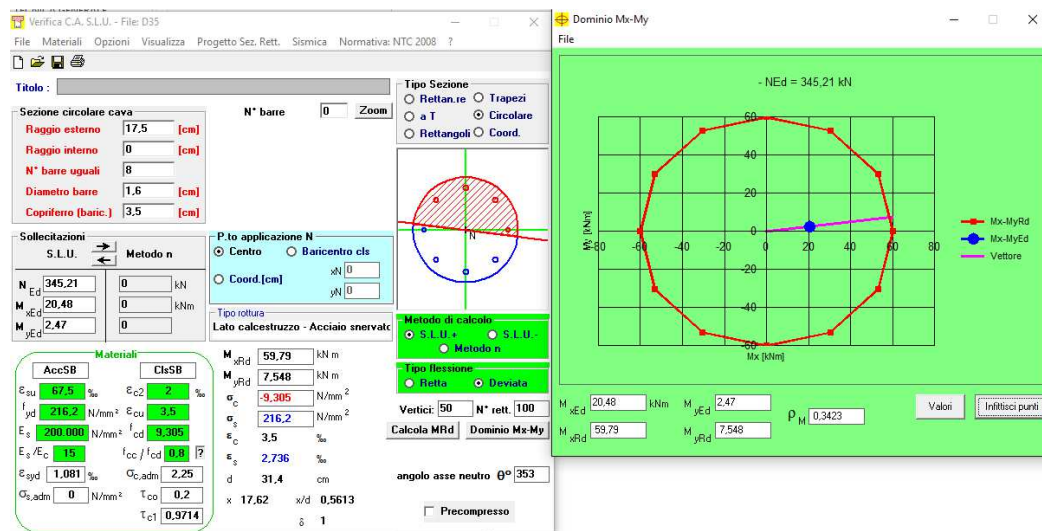 Verifica C.A. S.L.U. - File: D35
File Materiali Opzioni Visualizza Progetto Sez. Rett. Sismica Normativa: NTC 2008 ?
Titolo :
Sezione circolare cava
Raggio esterno 17,5 [cm]
Raggio interno 0 [cm]
N° barre uguali 8
Diametro barre 1,6 [cm]
Copriferro (baric.) 3,5 [cm]
N° barre 0 Zoom
Tipo Sezione
Rettan.re Trapezi
a T Circolare
Rettangoli Coord.
N
Sollecitazioni
S.L.U. Metodo n
N Ed 345,21 0 kN
M xEd 20,48 0 kNm
M yEd 2,47 0
P.to applicazione N
Centro Baricentro cls
Coord.[cm] xN 0
yN 0
Tipo rottura
Lato calcestruzzo - Acciaio snervato
Metodo di calcolo
S.L.U.+ S.L.U.-
Metodo n
Tipo flessione
Retta Deviata
Materiali
AccSB ClsSB
εsu 67,5 ‰ εc2 2 ‰
fyd 216,2 N/mm² εcu 3,5
Es 200.000 N/mm² fcd 9,305
Es/Ec 15 fcc / fcd 0,8 ?
εsyd 1,081 ‰ σc,adm 2,25
σs,adm 0 N/mm² τco 0,2
τc1 0,9714
M xRd 59,79 kN m
M yRd 7,548 kN m
σc -9,305 N/mm²
σs 216,2 N/mm²
εc 3,5 ‰
εs 2,736 ‰
d 31,4 cm
x 17,62 x/d 0,5613
δ 1
Vertici: 50 N° rett. 100
Calcola MRd Dominio Mx-My
angolo asse neutro θ° 353
Precompresso
Dominio Mx-My
File
- NEd = 345,21 kN
60
40
20
0
-20
-40
-60
-80 -60 -40 -20 0 20 40 60 80
My [kNm]
Mx [kNm]
Mx-MyRd
Mx-MyEd
Vettore
M xEd 20,48 kNm M yEd 2,47
M xRd 59,79 M yRd 7,548
ρ M 0,3423
Valori Infittisci punti